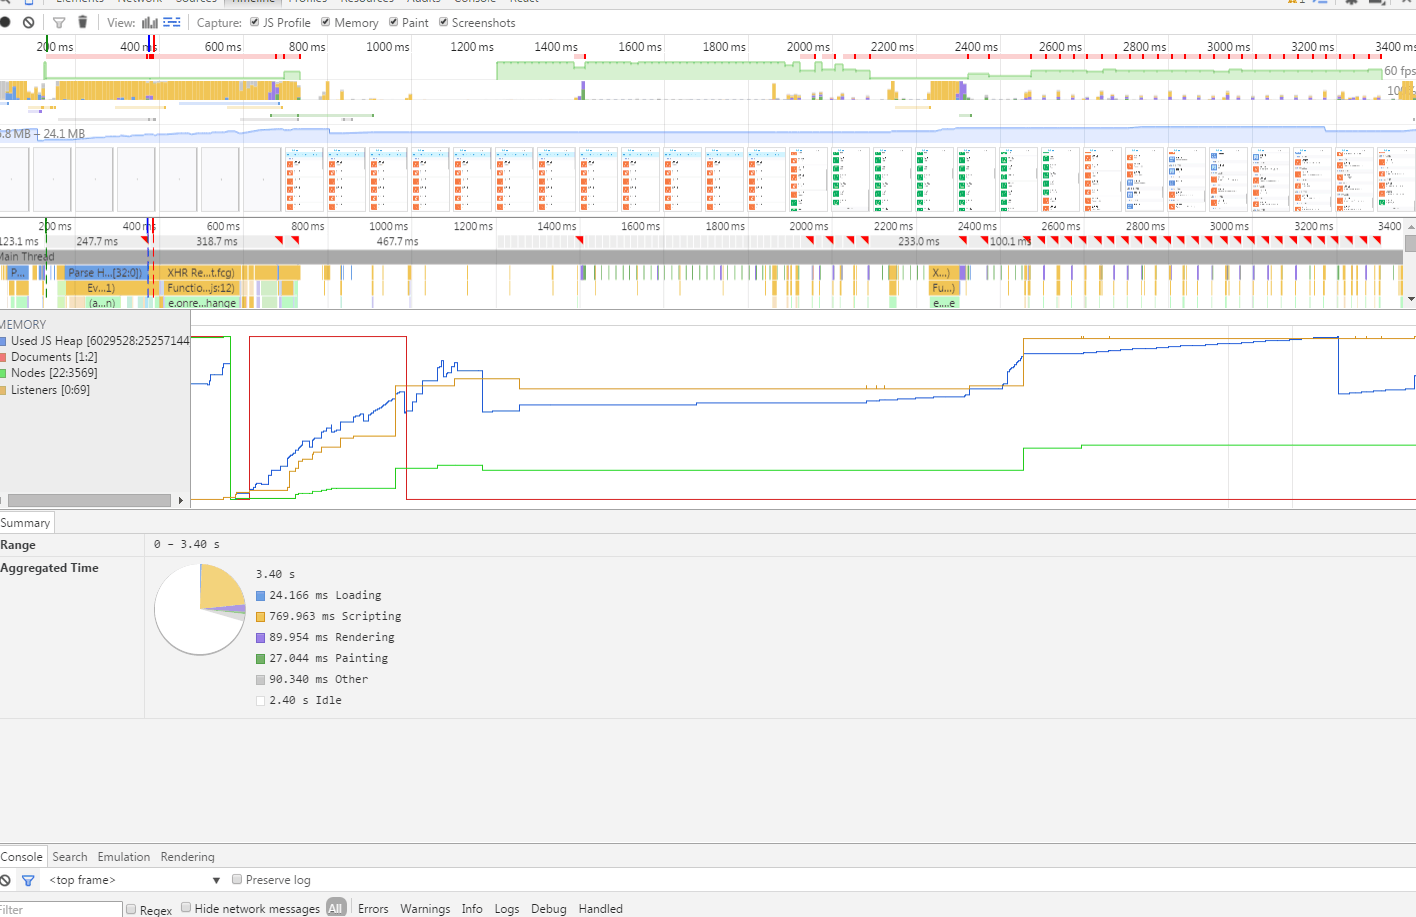 Elements Network Sources Timeline Profiles Resources Audits Console React
View: Capture: JS Profile Memory Paint Screenshots
200 ms 400 ms 600 ms 800 ms 1000 ms 1200 ms 1400 ms 1600 ms 1800 ms 2000 ms 2200 ms 2400 ms 2600 ms 2800 ms 3000 ms 3200 ms 3400 ms
60 fps
.8 MB – 24.1 MB
200 ms 400 ms 600 ms 800 ms 1000 ms 1200 ms 1400 ms 1600 ms 1800 ms 2000 ms 2200 ms 2400 ms 2600 ms 2800 ms 3000 ms 3200 ms 3400
123.1 ms 247.7 ms 318.7 ms 467.7 ms 233.0 ms 100.1 ms
Main Thread
P... Parse H...[32:0]) XHR Re...t.fcg) X...)
Ev...1) Functio...js:12) Fu...)
(a...n) e.onre...hange e....e
MEMORY
Used JS Heap [6029528:25257144
Documents [1:2]
Nodes [22:3569]
Listeners [0:69]
Summary
Range 0 – 3.40 s
Aggregated Time
3.40 s
24.166 ms Loading
769.963 ms Scripting
89.954 ms Rendering
27.044 ms Painting
90.340 ms Other
2.40 s Idle
Console Search Emulation Rendering
<top frame> ▼ Preserve log
Filter Regex Hide network messages All Errors Warnings Info Logs Debug Handled